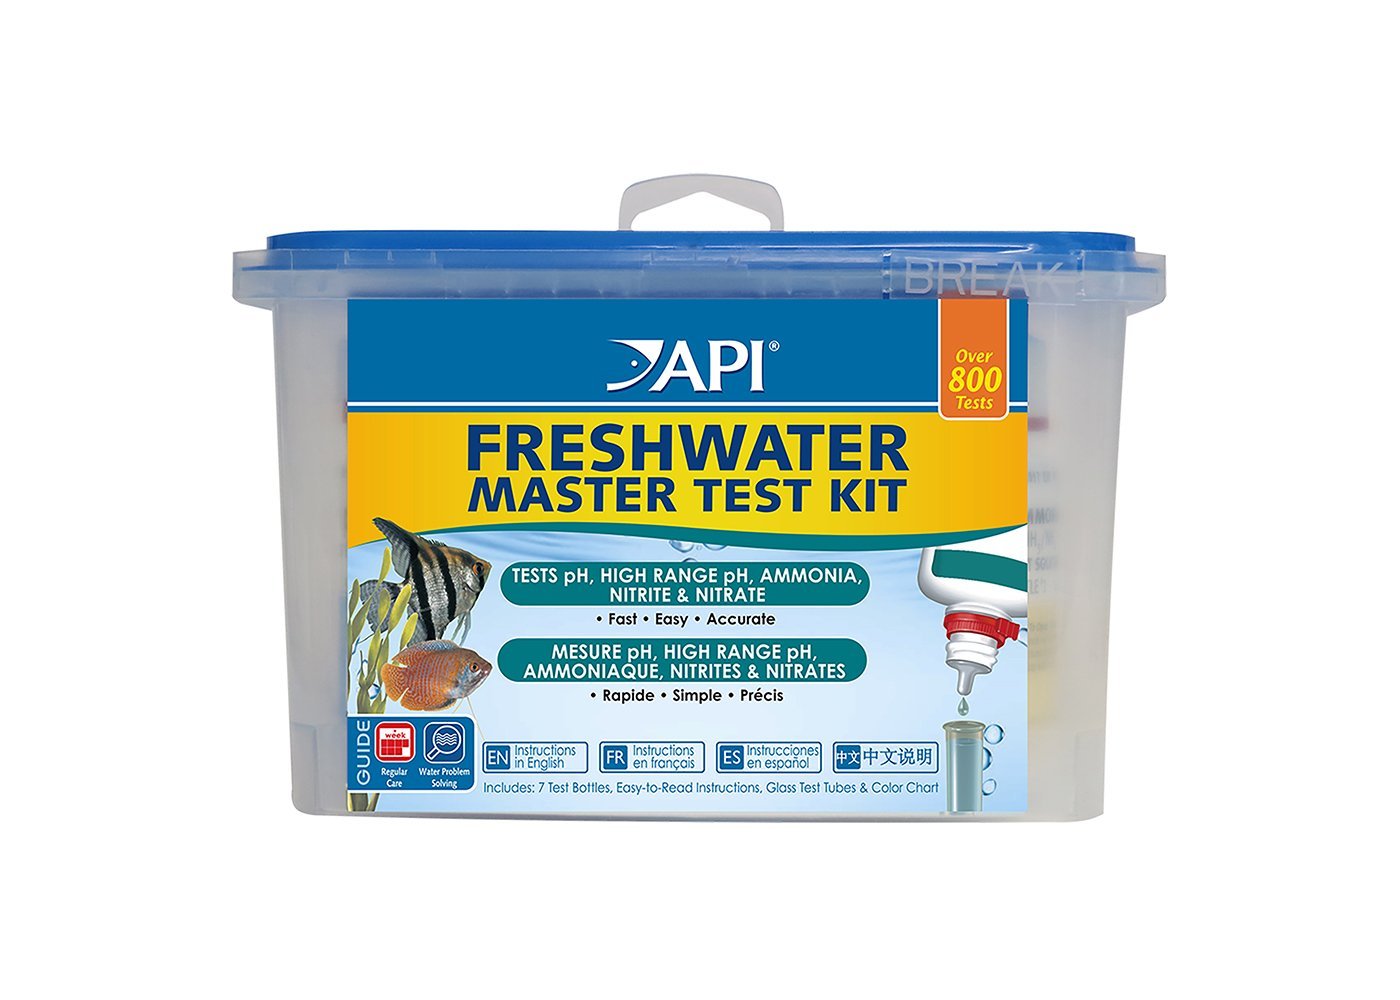 BREAK
API®
Over
800
Tests
FRESHWATER
MASTER TEST KIT
TESTS pH, HIGH RANGE pH, AMMONIA,
NITRITE & NITRATE
• Fast • Easy • Accurate
MESURE pH, HIGH RANGE pH,
AMMONIAQUE, NITRITES & NITRATES
• Rapide • Simple • Précis
GUIDE
week
Regular
Care
Water Problem
Solving
EN Instructions
in English
FR Instructions
en français
ES Instrucciones
en español
中文 中文说明
Includes: 7 Test Bottles, Easy-to-Read Instructions, Glass Test Tubes & Color Chart